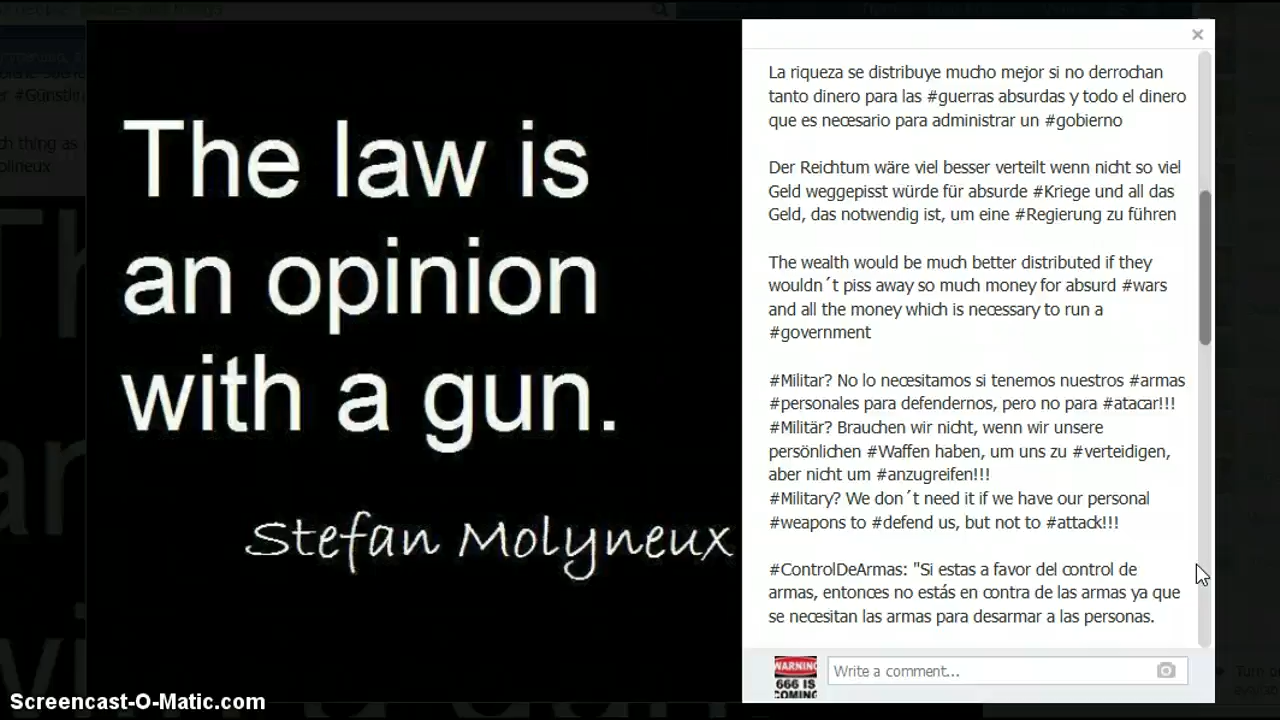 The law is
an opinion
with a gun.
Stefan Molyneux
×
La riqueza se distribuye mucho mejor si no derrochan
tanto dinero para las #guerras absurdas y todo el dinero
que es necesario para administrar un #gobierno
Der Reichtum wäre viel besser verteilt wenn nicht so viel
Geld weggepisst würde für absurde #Kriege und all das
Geld, das notwendig ist, um eine #Regierung zu führen
The wealth would be much better distributed if they
wouldn´t piss away so much money for absurd #wars
and all the money which is necessary to run a
#government
#Militar? No lo necesitamos si tenemos nuestros #armas
#personales para defendernos, pero no para #atacar!!!
#Militär? Brauchen wir nicht, wenn wir unsere
persönlichen #Waffen haben, um uns zu #verteidigen,
aber nicht um #anzugreifen!!!
#Military? We don´t need it if we have our personal
#weapons to #defend us, but not to #attack!!!
#ControlDeArmas: "Si estas a favor del control de
armas, entonces no estás en contra de las armas ya que
se necesitan las armas para desarmar a las personas.
WARNING
666 IS
COMING
Write a comment...
Screencast-O-Matic.com